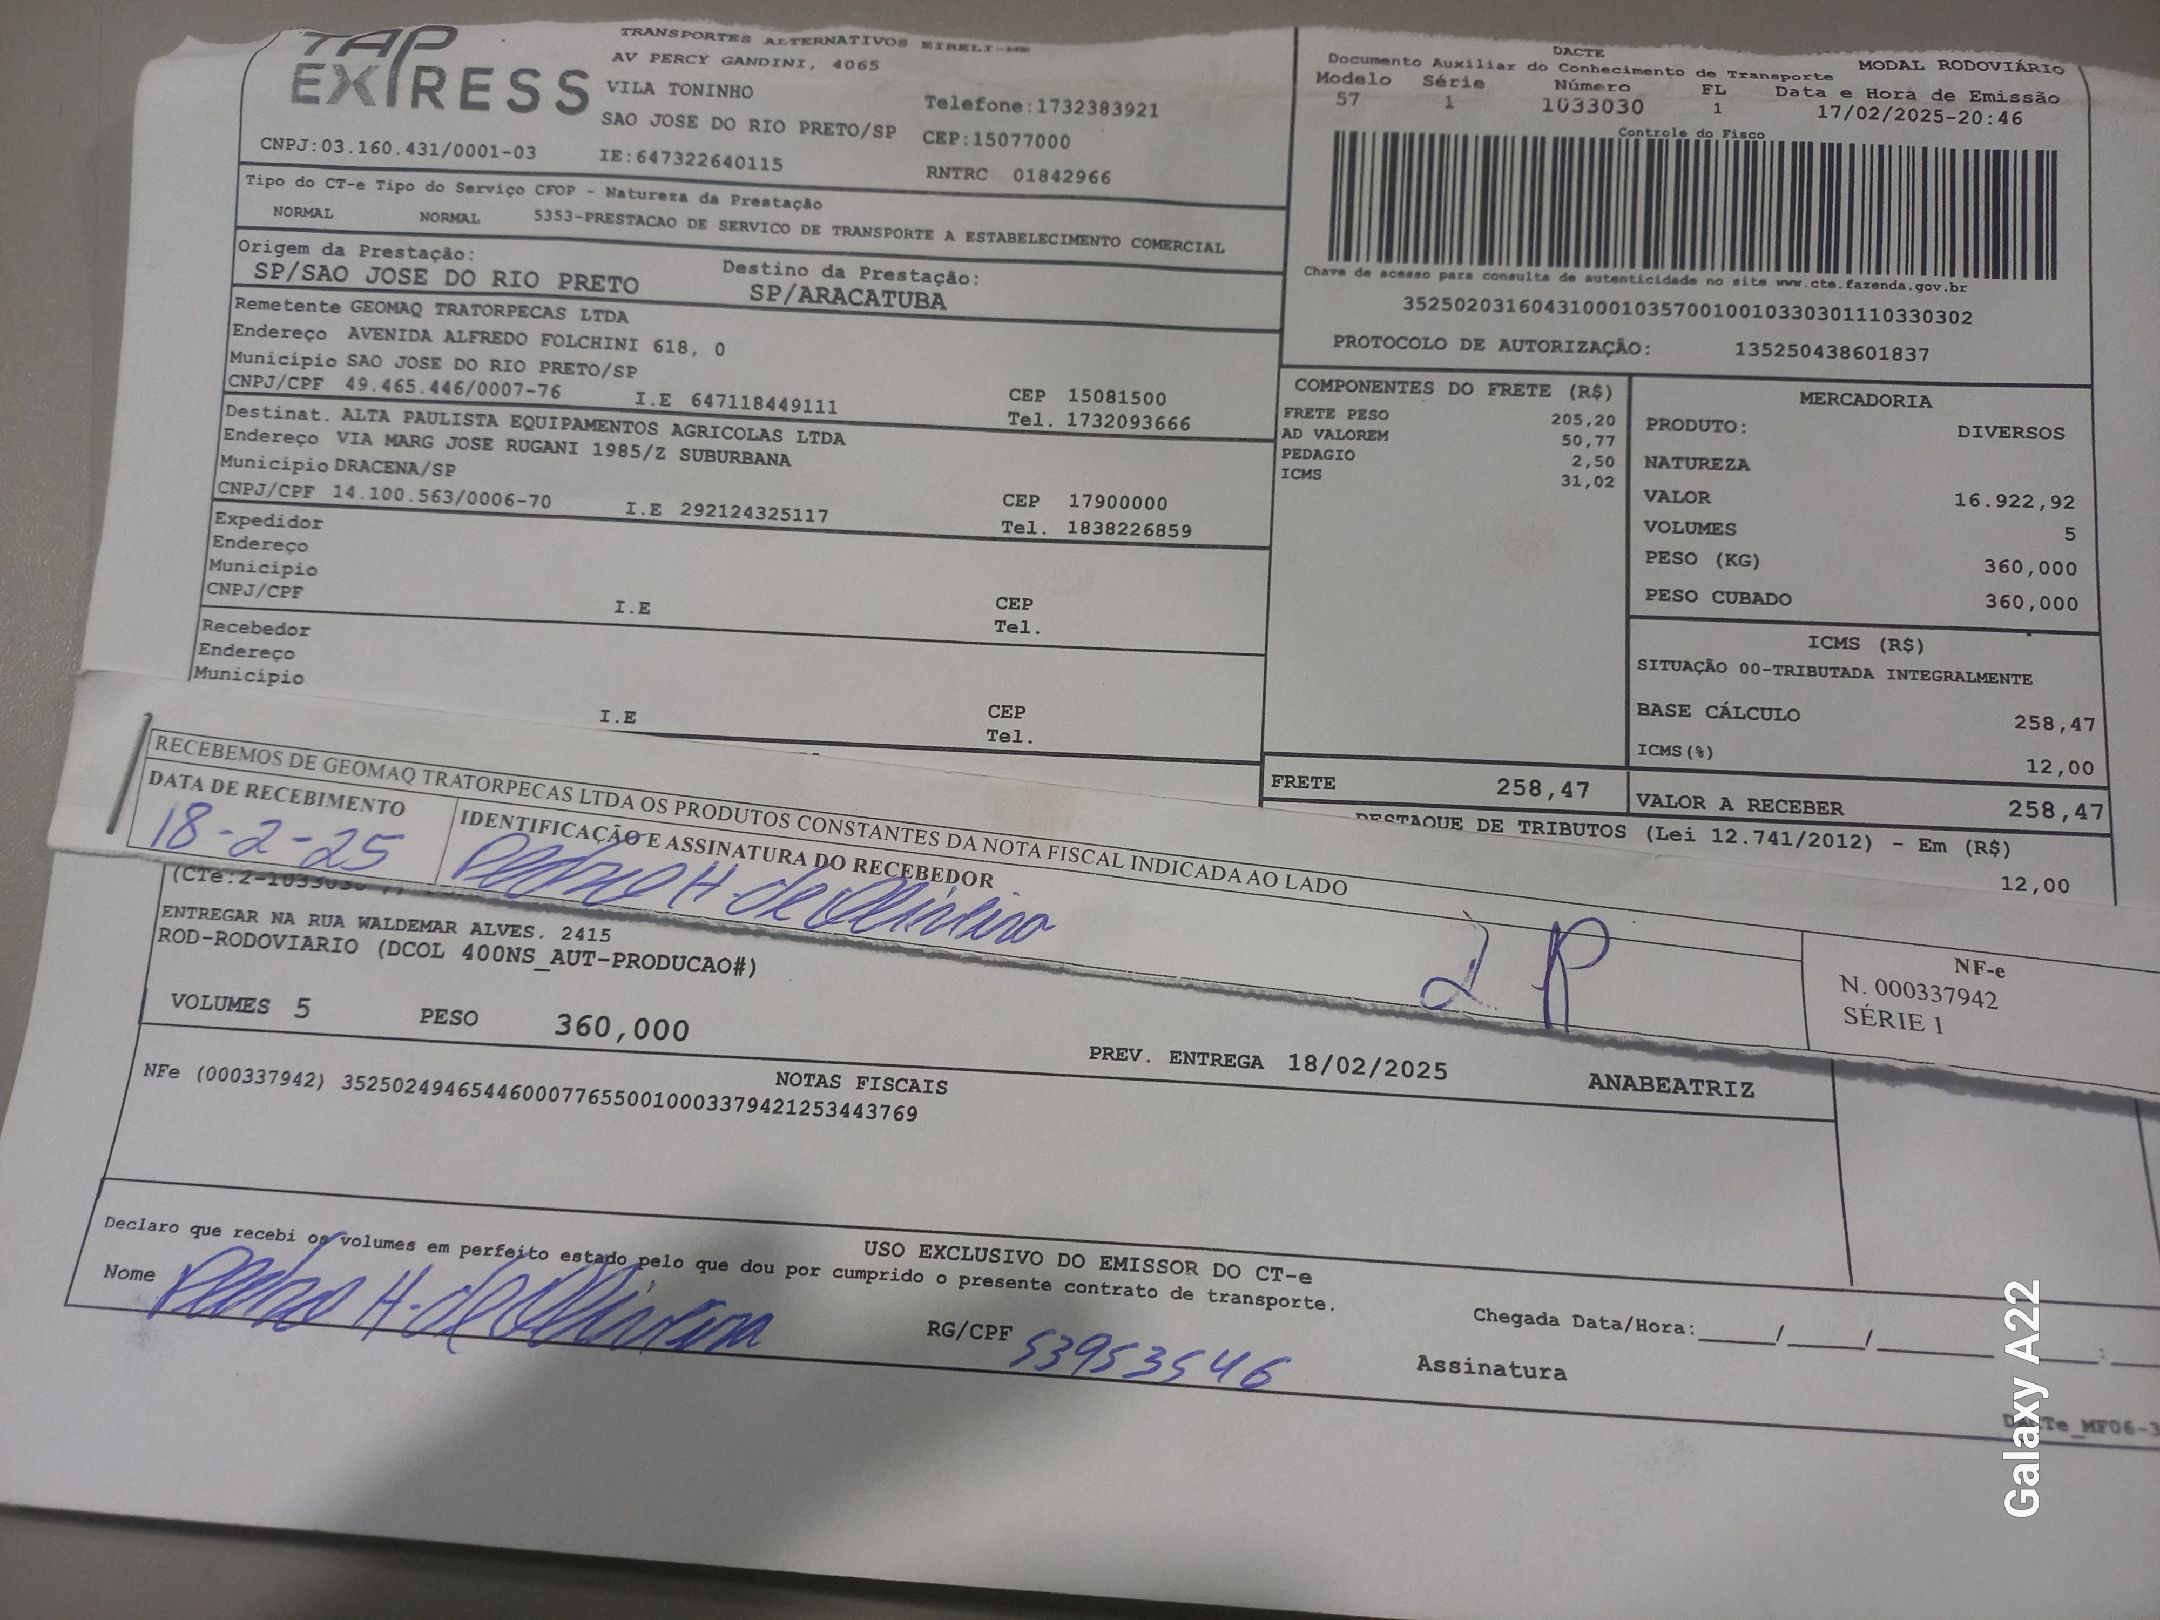 TAP
EXPRESS
TRANSPORTES ALTERNATIVOS EIRELI-ME
AV PERCY GANDINI, 4065
VILA TONINHO
SAO JOSE DO RIO PRETO/SP
Telefone:1732383921
CEP:15077000
CNPJ:03.160.431/0001-03
IE:647322640115
RNTRC 01842966
DACTE
Documento Auxiliar do Conhecimento de Transporte
MODAL RODOVIÁRIO
Modelo Série Número FL Data e Hora de Emissão
57 1 1033030 1 17/02/2025-20:46
Controle do Fisco
Chave de acesso para consulta de autenticidade no site www.cte.fazenda.gov.br
35250203160431000103570010010330301110330302
PROTOCOLO DE AUTORIZAÇÃO: 135250438601837
Tipo do CT-e Tipo do Serviço CFOP - Natureza da Prestação
NORMAL NORMAL 5353-PRESTACAO DE SERVICO DE TRANSPORTE A ESTABELECIMENTO COMERCIAL
Origem da Prestação: Destino da Prestação:
SP/SAO JOSE DO RIO PRETO SP/ARACATUBA
Remetente GEOMAQ TRATORPECAS LTDA
Endereço AVENIDA ALFREDO FOLCHINI 618, 0
Município SAO JOSE DO RIO PRETO/SP CEP 15081500
CNPJ/CPF 49.465.446/0007-76 I.E 647118449111 Tel. 1732093666
Destinat. ALTA PAULISTA EQUIPAMENTOS AGRICOLAS LTDA
Endereço VIA MARG JOSE RUGANI 1985/Z SUBURBANA
Município DRACENA/SP CEP 17900000
CNPJ/CPF 14.100.563/0006-70 I.E 292124325117 Tel. 1838226859
Expedidor
Endereço
Município CEP
CNPJ/CPF I.E Tel.
Recebedor
Endereço
Município CEP
I.E Tel.
COMPONENTES DO FRETE (R$)
FRETE PESO 205,20
AD VALOREM 50,77
PEDAGIO 2,50
ICMS 31,02
FRETE 258,47
MERCADORIA
PRODUTO: DIVERSOS
NATUREZA
VALOR 16.922,92
VOLUMES 5
PESO (KG) 360,000
PESO CUBADO 360,000
ICMS (R$)
SITUAÇÃO 00-TRIBUTADA INTEGRALMENTE
BASE CÁLCULO 258,47
ICMS(%) 12,00
VALOR A RECEBER 258,47
DESTAQUE DE TRIBUTOS (Lei 12.741/2012) - Em (R$)
12,00
RECEBEMOS DE GEOMAQ TRATORPECAS LTDA OS PRODUTOS CONSTANTES DA NOTA FISCAL INDICADA AO LADO
DATA DE RECEBIMENTO IDENTIFICAÇÃO E ASSINATURA DO RECEBEDOR
18-2-25 Pedro H. de Oliveira
2 P
NF-e
N. 000337942
SÉRIE 1
(CTe:2-1033030
ENTREGAR NA RUA WALDEMAR ALVES. 2415
ROD-RODOVIARIO (DCOL 400NS_AUT-PRODUCAO#)
VOLUMES 5 PESO 360,000 PREV. ENTREGA 18/02/2025 ANABEATRIZ
NOTAS FISCAIS
NFe (000337942) 35250249465446000776550010003379421253443769
USO EXCLUSIVO DO EMISSOR DO CT-e
Declaro que recebi os volumes em perfeito estado pelo que dou por cumprido o presente contrato de transporte.
Nome Pedro H. de Oliveira RG/CPF 53953546 Chegada Data/Hora:____/____/______ ____:__
Assinatura
Galaxy A22